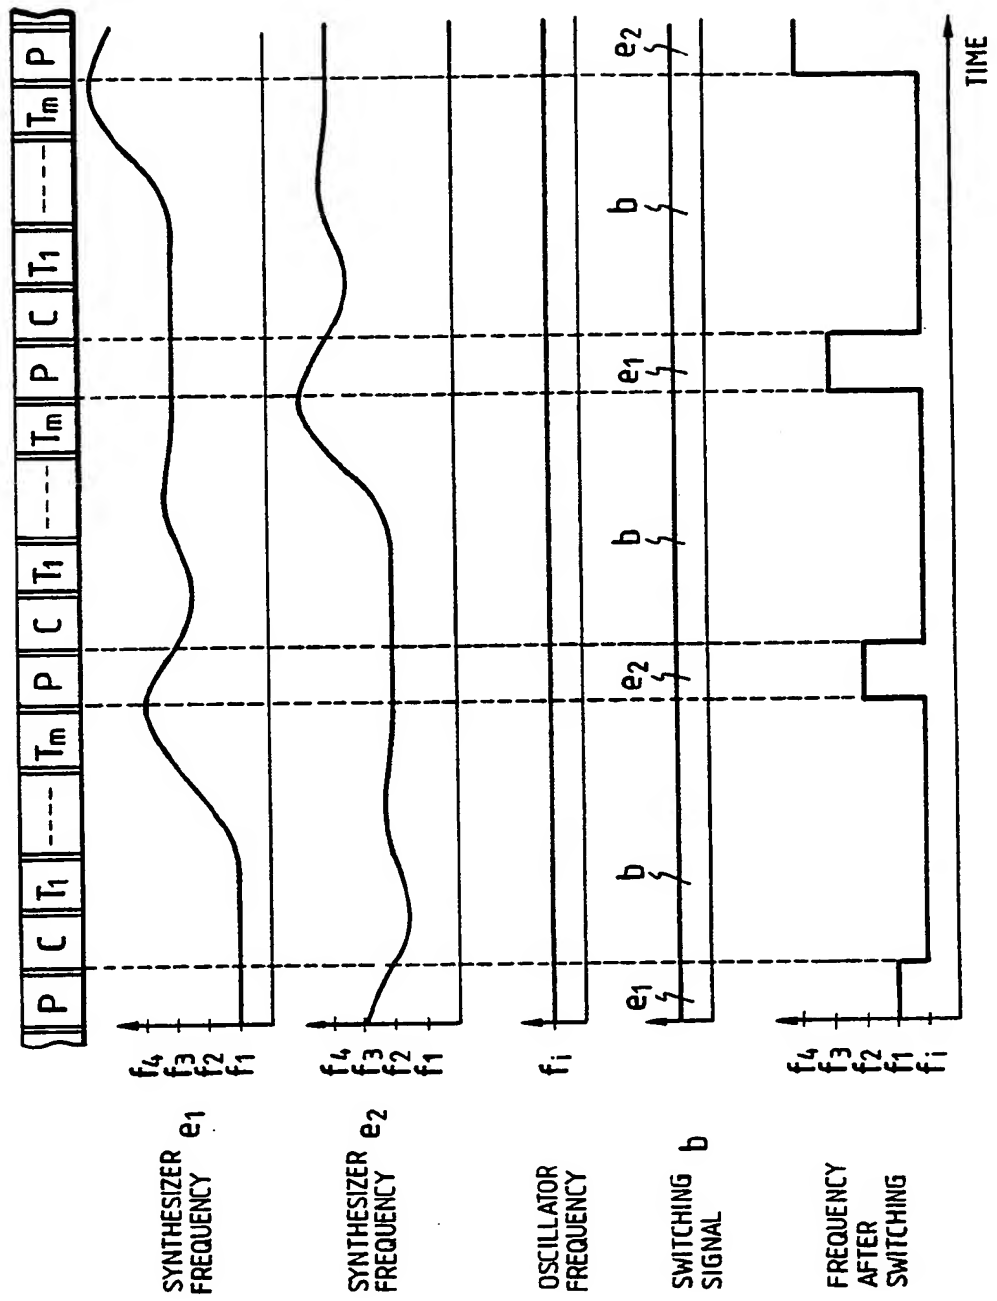 P C T1 ---- Tm P C T1 ---- Tm P C T1 ---- Tm P
SYNTHESIZER e1
FREQUENCY
f4
f3
f2
f1
SYNTHESIZER e2
FREQUENCY
f4
f3
f2
f1
OSCILLATOR
FREQUENCY
fi
SWITCHING b
SIGNAL
e1 b e2 b e1 b e2
FREQUENCY
AFTER
SWITCHING
f4
f3
f2
f1
fi
TIME